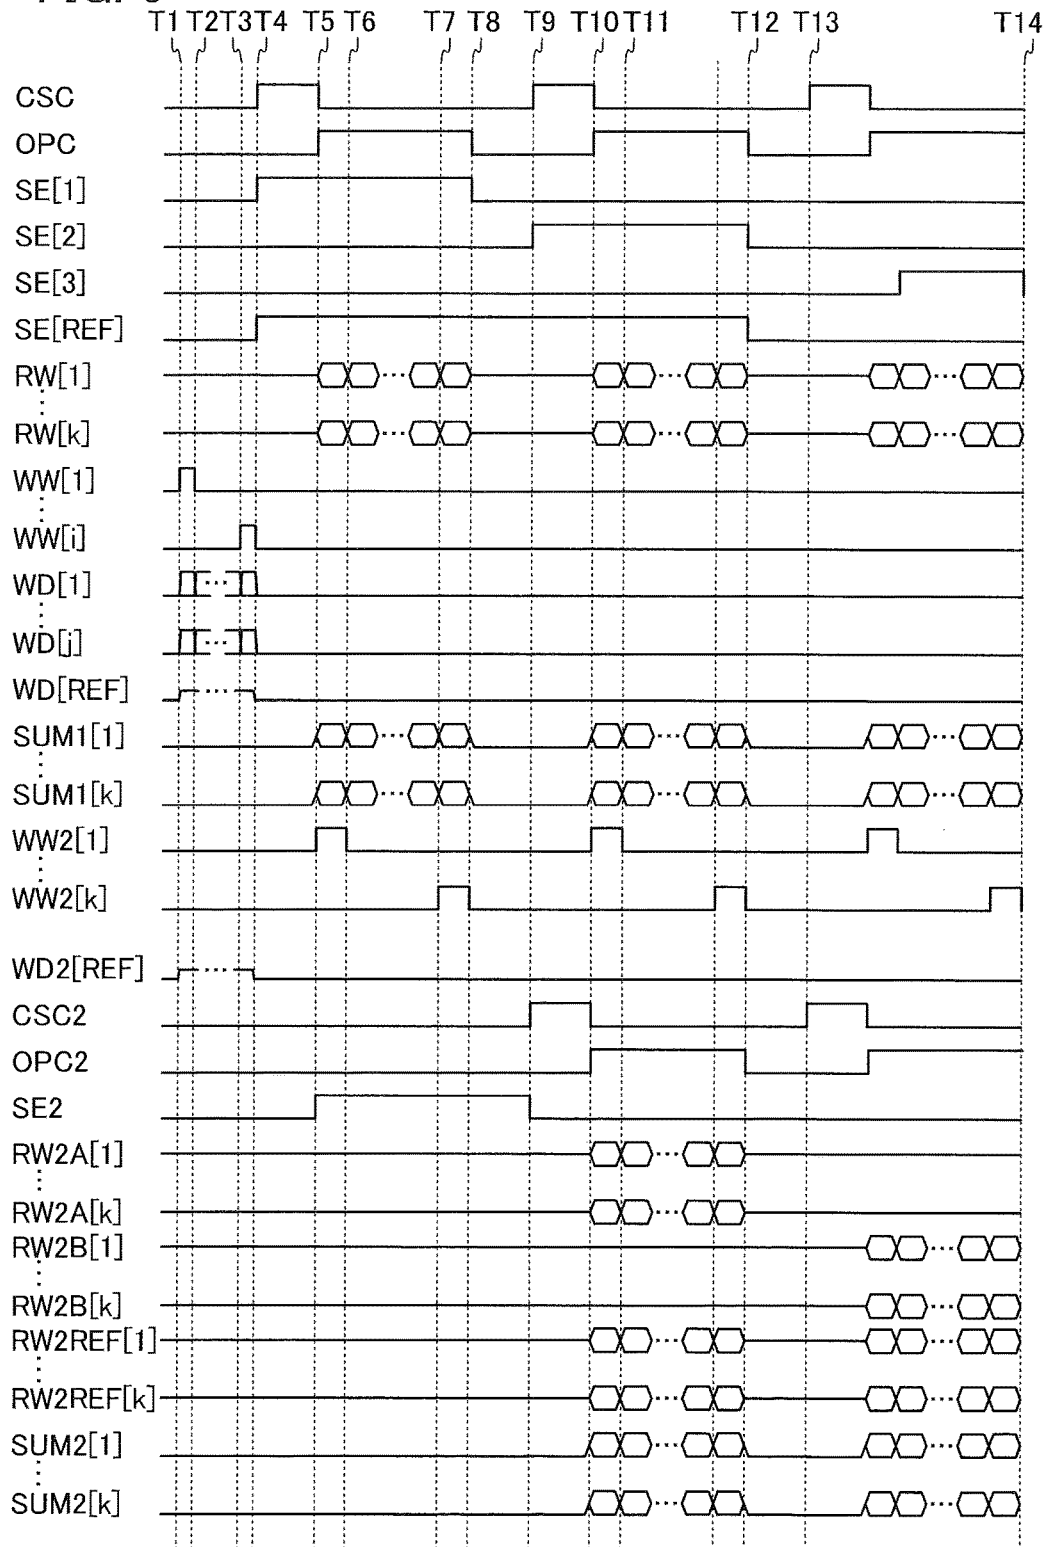 T1 T2 T3 T4 T5 T6 T7 T8 T9 T10 T11 T12 T13 T14
CSC
OPC
SE[1]
SE[2]
SE[3]
SE[REF]
RW[1]
RW[k]
WW[1]
WW[i]
WD[1]
WD[j]
WD[REF]
SUM1[1]
SUM1[k]
WW2[1]
WW2[k]
WD2[REF]
CSC2
OPC2
SE2
RW2A[1]
RW2A[k]
RW2B[1]
RW2B[k]
RW2REF[1]
RW2REF[k]
SUM2[1]
SUM2[k]